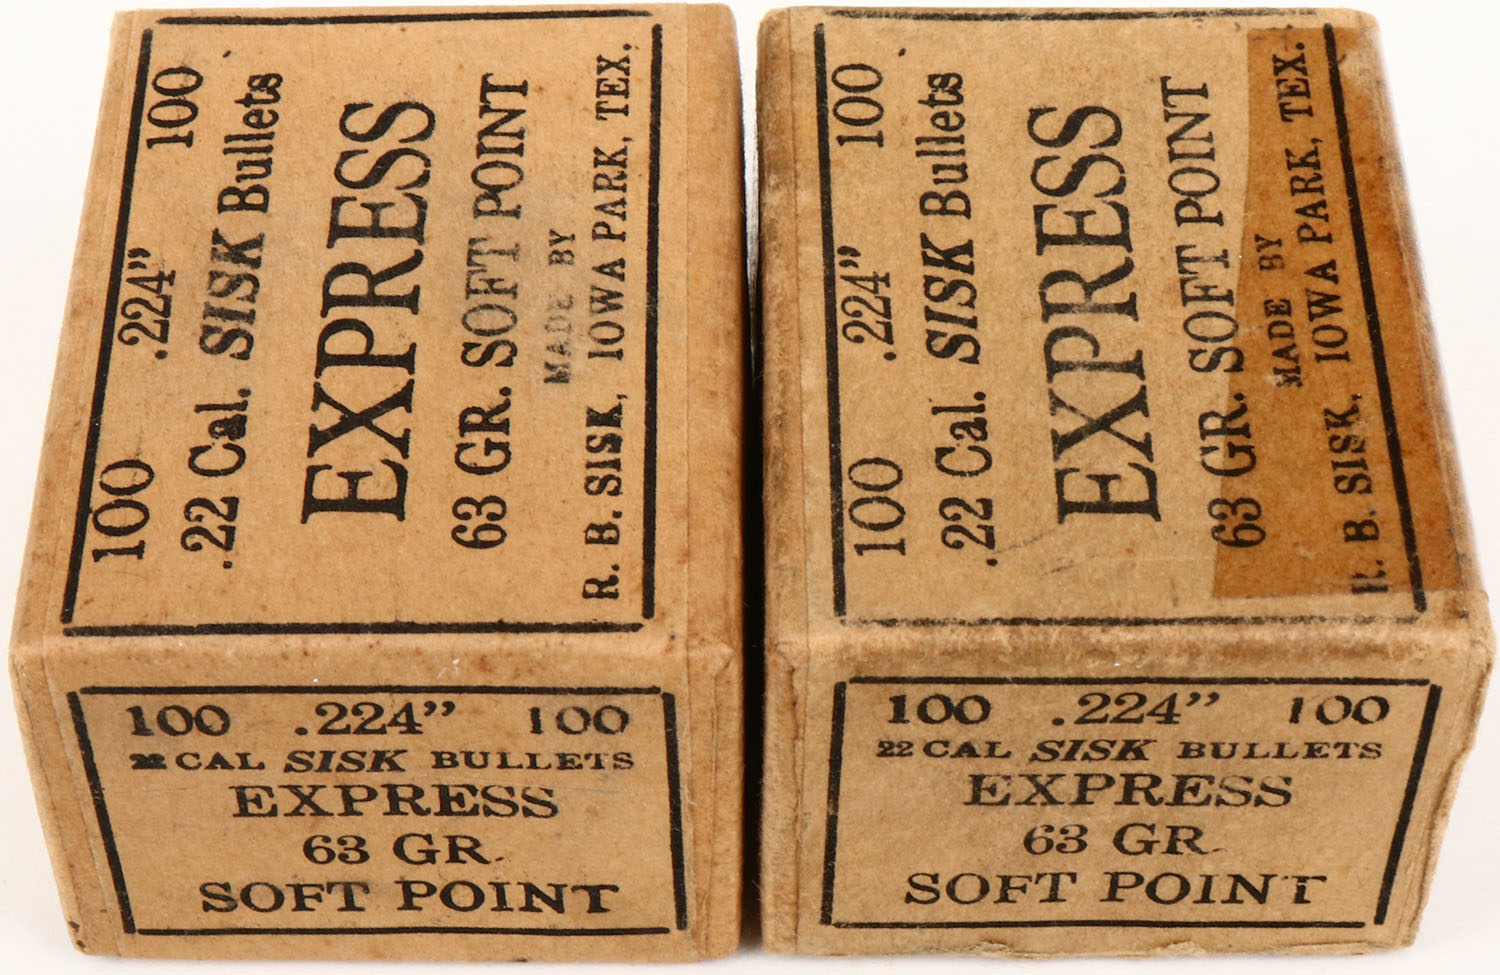 100 .224” 100
.22 Cal. SISK Bullets
EXPRESS
63 GR. SOFT POINT
MADE BY
R. B. SISK, IOWA PARK, TEX.
100 .224” 100
22 CAL SISK BULLETS
EXPRESS
63 GR.
SOFT POINT
100 .224” 100
.22 Cal. SISK Bullets
EXPRESS
63 GR. SOFT POINT
MADE BY
R. B. SISK, IOWA PARK, TEX.
100 .224” 100
22 CAL SISK BULLETS
EXPRESS
63 GR.
SOFT POINT